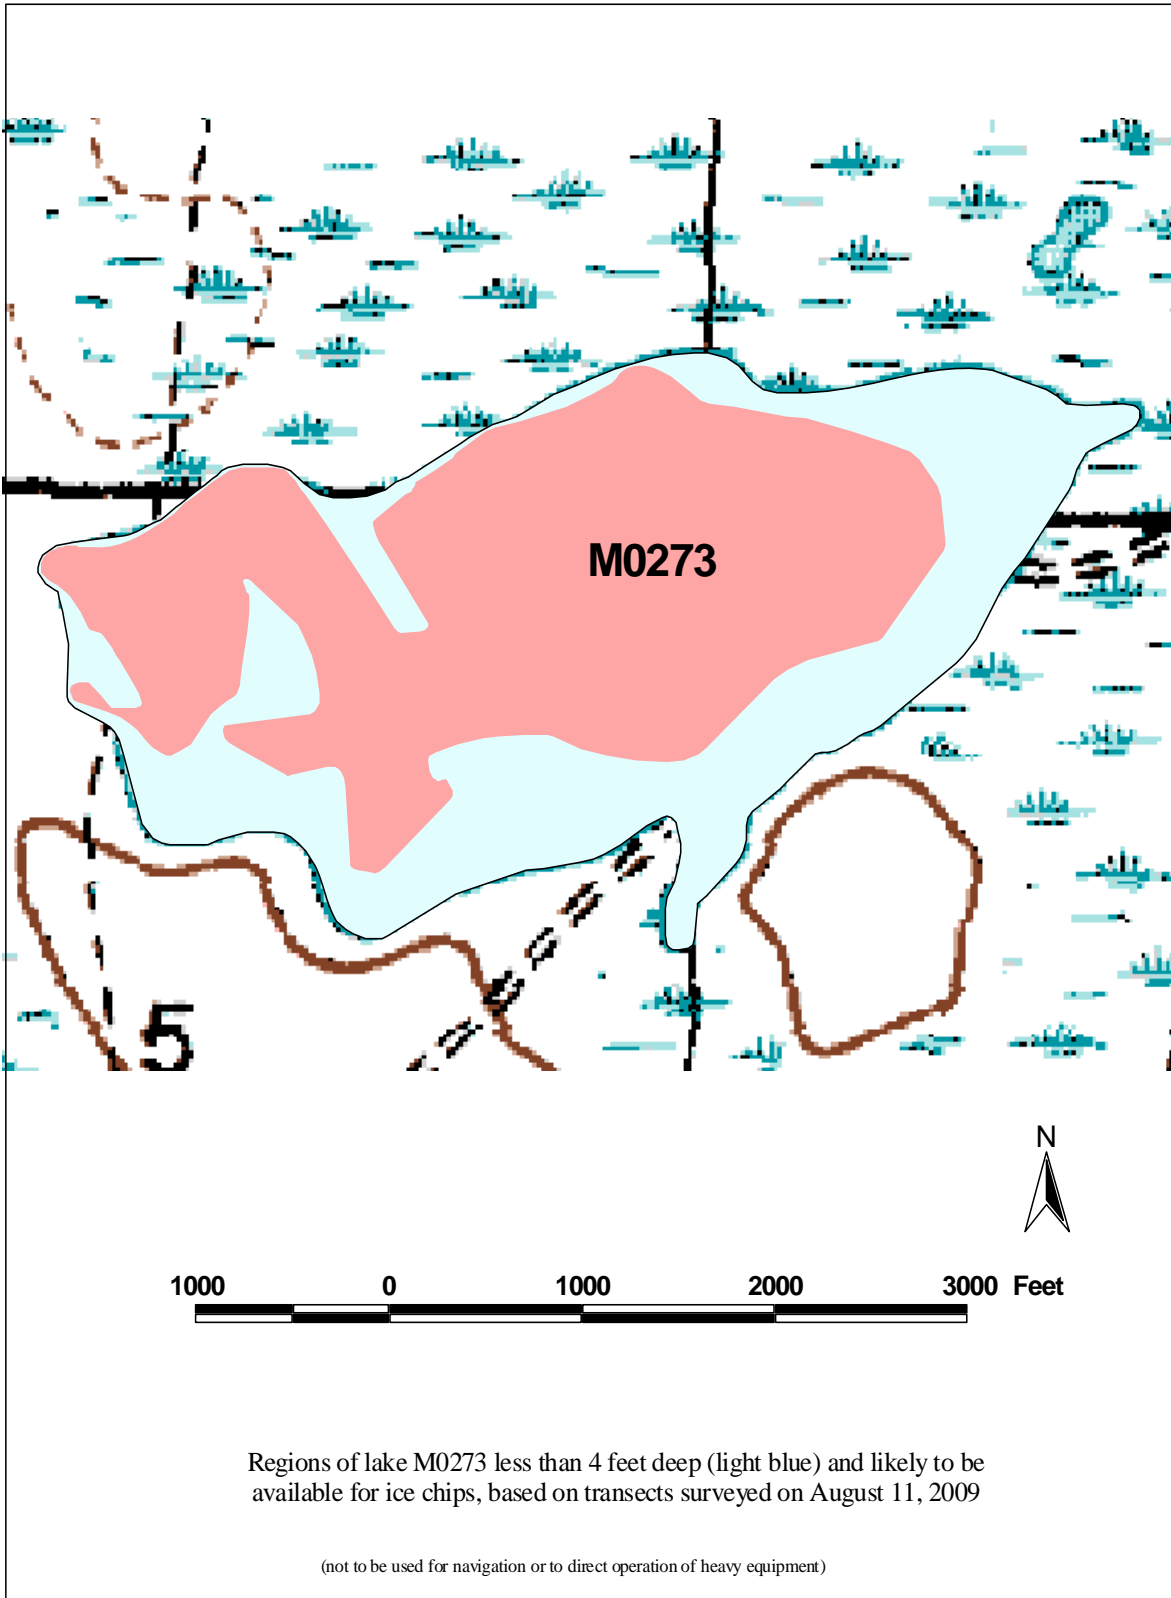 M0273
5
N
1000 0 1000 2000 3000 Feet
Regions of lake M0273 less than 4 feet deep (light blue) and likely to be
available for ice chips, based on transects surveyed on August 11, 2009
(not to be used for navigation or to direct operation of heavy equipment)